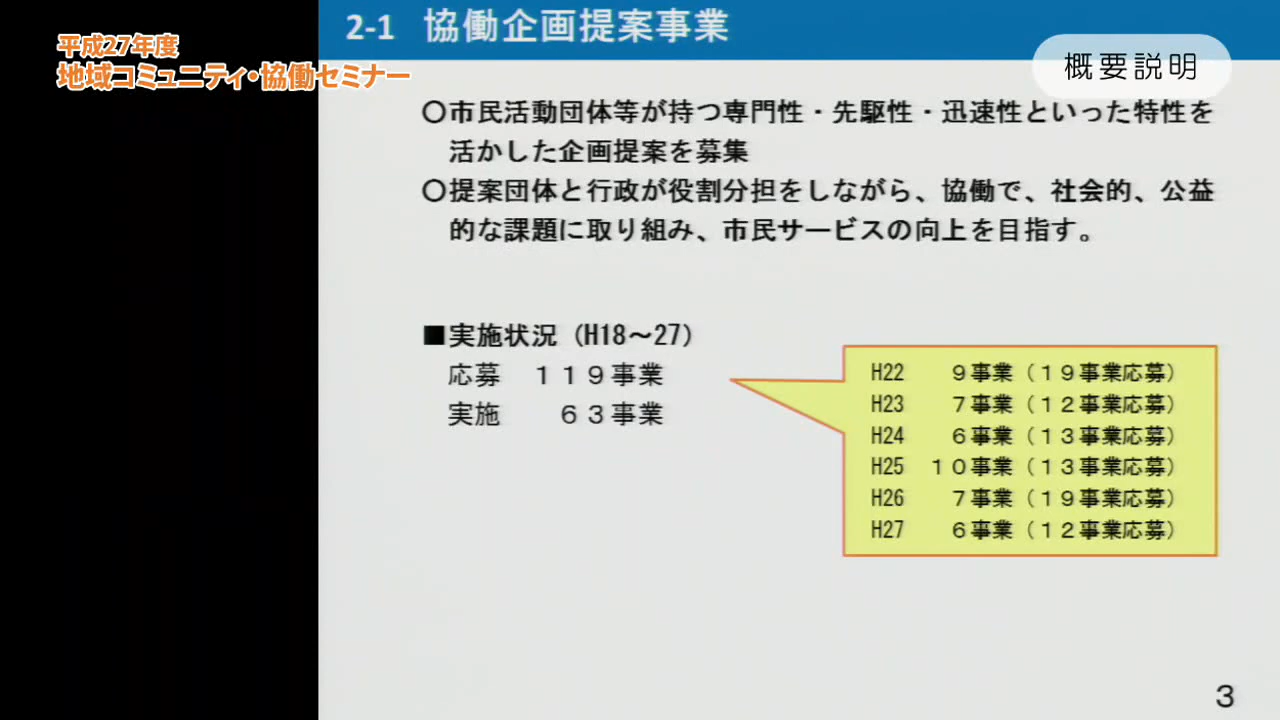 平成27年度
地域コミュニティ・協働セミナー
2-1 協働企画提案事業
概要説明
〇市民活動団体等が持つ専門性・先駆性・迅速性といった特性を
活かした企画提案を募集
〇提案団体と行政が役割分担をしながら、協働で、社会的、公益
的な課題に取り組み、市民サービスの向上を目指す。
■実施状況（H18～27）
応募 １１９事業
実施 ６３事業
H22 ９事業（１９事業応募）
H23 ７事業（１２事業応募）
H24 ６事業（１３事業応募）
H25 １０事業（１３事業応募）
H26 ７事業（１９事業応募）
H27 ６事業（１２事業応募）
3